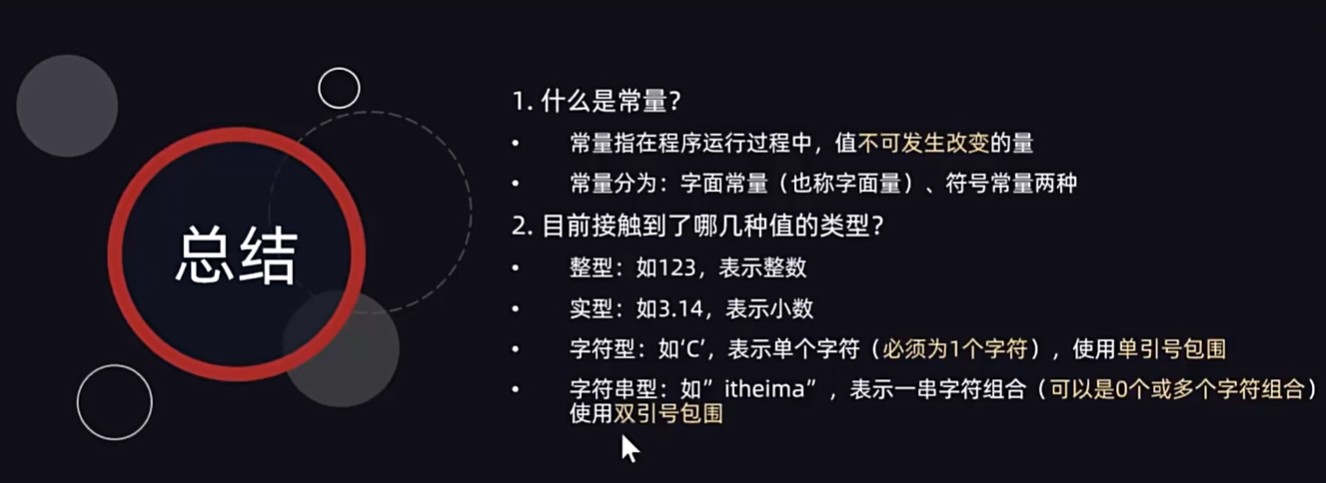 总结
1. 什么是常量？
• 常量指在程序运行过程中，值不可发生改变的量
• 常量分为：字面常量（也称字面量）、符号常量两种
2. 目前接触到了哪几种值的类型？
• 整型：如123，表示整数
• 实型：如3.14，表示小数
• 字符型：如‘C’，表示单个字符（必须为1个字符），使用单引号包围
• 字符串型：如” itheima” ，表示一串字符组合（可以是0个或多个字符组合）
使用双引号包围